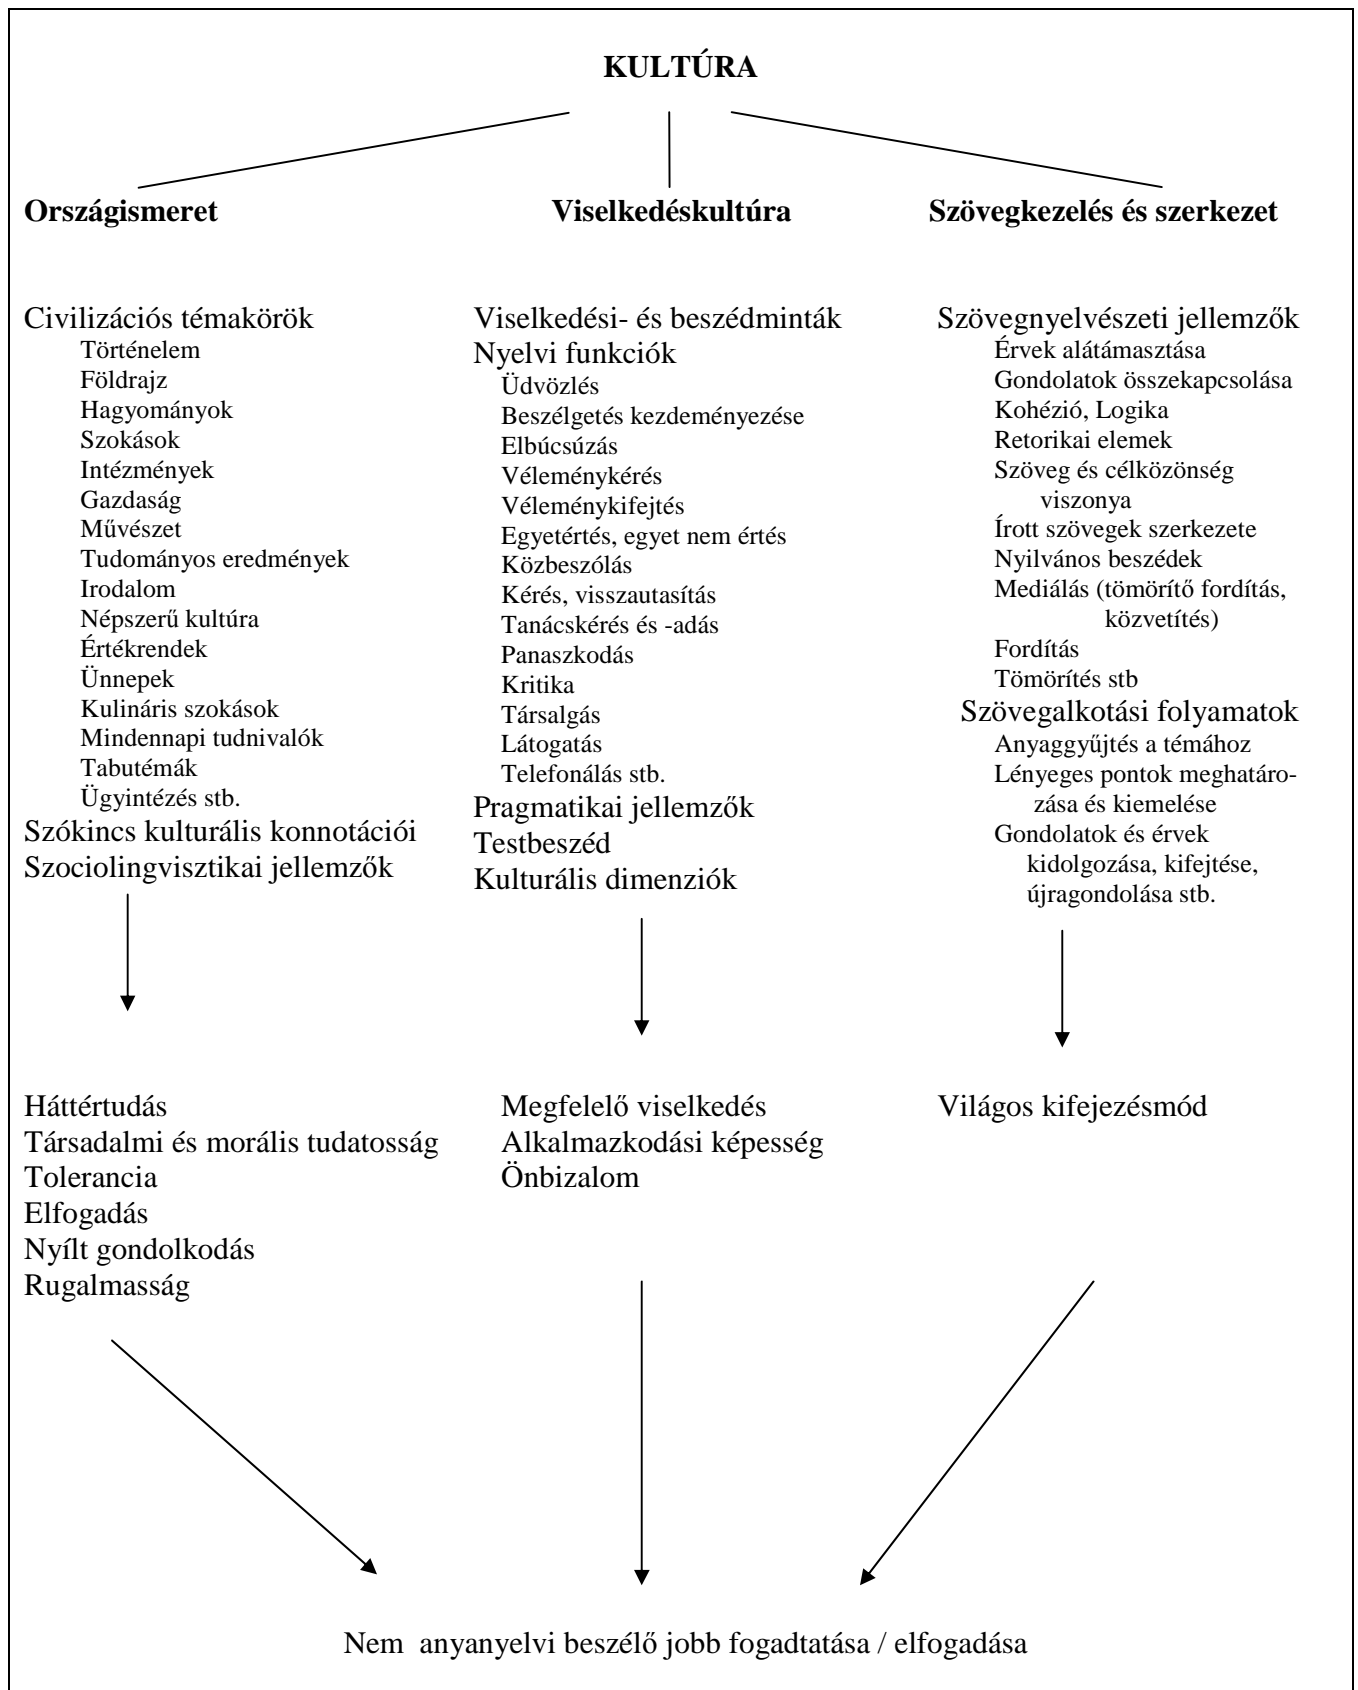 KULTÚRA
Országismeret
Civilizációs témakörök
Történelem
Földrajz
Hagyományok
Szokások
Intézmények
Gazdaság
Művészet
Tudományos eredmények
Irodalom
Népszerű kultúra
Értékrendek
Ünnepek
Kulináris szokások
Mindennapi tudnivalók
Tabutémák
Ügyintézés stb.
Szókincs kulturális konnotációi
Szociolingvisztikai jellemzők
Háttértudás
Társadalmi és morális tudatosság
Tolerancia
Elfogadás
Nyílt gondolkodás
Rugalmasság
Viselkedéskultúra
Viselkedési- és beszédminták
Nyelvi funkciók
Üdvözlés
Beszélgetés kezdeményezése
Elbúcsúzás
Véleménykérés
Véleménykifejtés
Egyetértés, egyet nem értés
Közbeszólás
Kérés, visszautasítás
Tanácskérés és -adás
Panaszkodás
Kritika
Társalgás
Látogatás
Telefonálás stb.
Pragmatikai jellemzők
Testbeszéd
Kulturális dimenziók
Megfelelő viselkedés
Alkalmazkodási képesség
Önbizalom
Szövegkezelés és szerkezet
Szövegnyelvészeti jellemzők
Érvek alátámasztása
Gondolatok összekapcsolása
Kohézió, Logika
Retorikai elemek
Szöveg és célközönség
viszonya
Írott szövegek szerkezete
Nyilvános beszédek
Mediálás (tömörítő fordítás,
közvetítés)
Fordítás
Tömörítés stb
Szövegalkotási folyamatok
Anyaggyűjtés a témához
Lényeges pontok meghatáro-
zása és kiemelése
Gondolatok és érvek
kidolgozása, kifejtése,
újragondolása stb.
Világos kifejezésmód
Nem anyanyelvi beszélő jobb fogadtatása / elfogadása